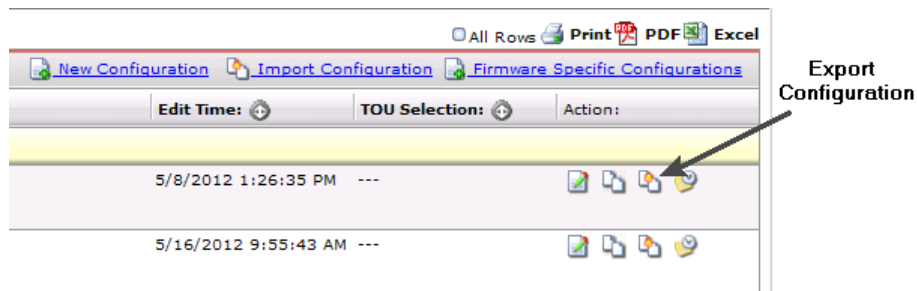 All Rows Print PDF Excel
New Configuration Import Configuration Firmware Specific Configurations
Export
Configuration
Edit Time: TOU Selection: Action:
5/8/2012 1:26:35 PM ---
5/16/2012 9:55:43 AM ---